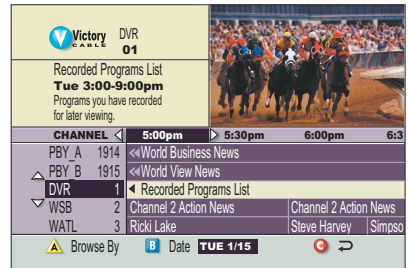 Victory CABLE DVR
01
Recorded Programs List
Tue 3:00-9:00pm
Programs you have recorded
for later viewing.
CHANNEL 5:00pm 5:30pm 6:00pm 6:3
PBY_A 1914 World Business News
PBY_B 1915 World View News
DVR 1 Recorded Programs List
WSB 2 Channel 2 Action News Channel 2 Action News
WATL 3 Ricki Lake Steve Harvey Simpso
A Browse By B Date TUE 1/15 C